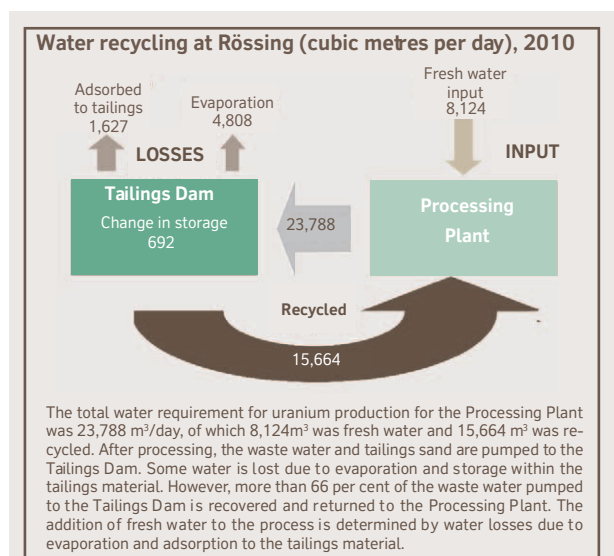 Water recycling at Rössing (cubic metres per day), 2010
Adsorbed
to tailings
1,627
Evaporation
4,808
Fresh water
input
8,124
LOSSES
INPUT
Tailings Dam
Change in storage
692
23,788
Processing
Plant
Recycled
15,664
The total water requirement for uranium production for the Processing Plant
was 23,788 m³/day, of which 8,124m³ was fresh water and 15,664 m³ was re-
cycled. After processing, the waste water and tailings sand are pumped to the
Tailings Dam. Some water is lost due to evaporation and storage within the
tailings material. However, more than 66 per cent of the waste water pumped
to the Tailings Dam is recovered and returned to the Processing Plant. The
addition of fresh water to the process is determined by water losses due to
evaporation and adsorption to the tailings material.